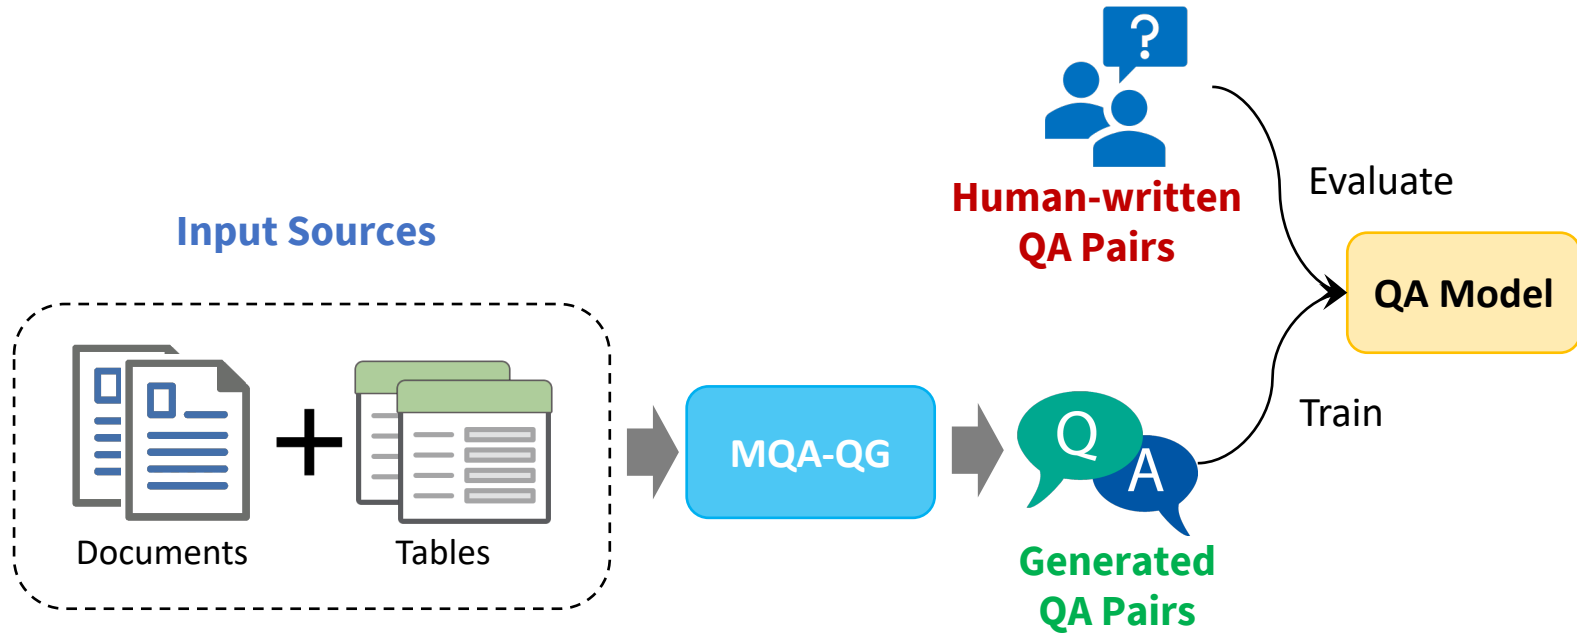 ?
Human-written
QA Pairs
Evaluate
Input Sources
QA Model
MQA-QG
Q
A
Train
Documents
Tables
Generated
QA Pairs